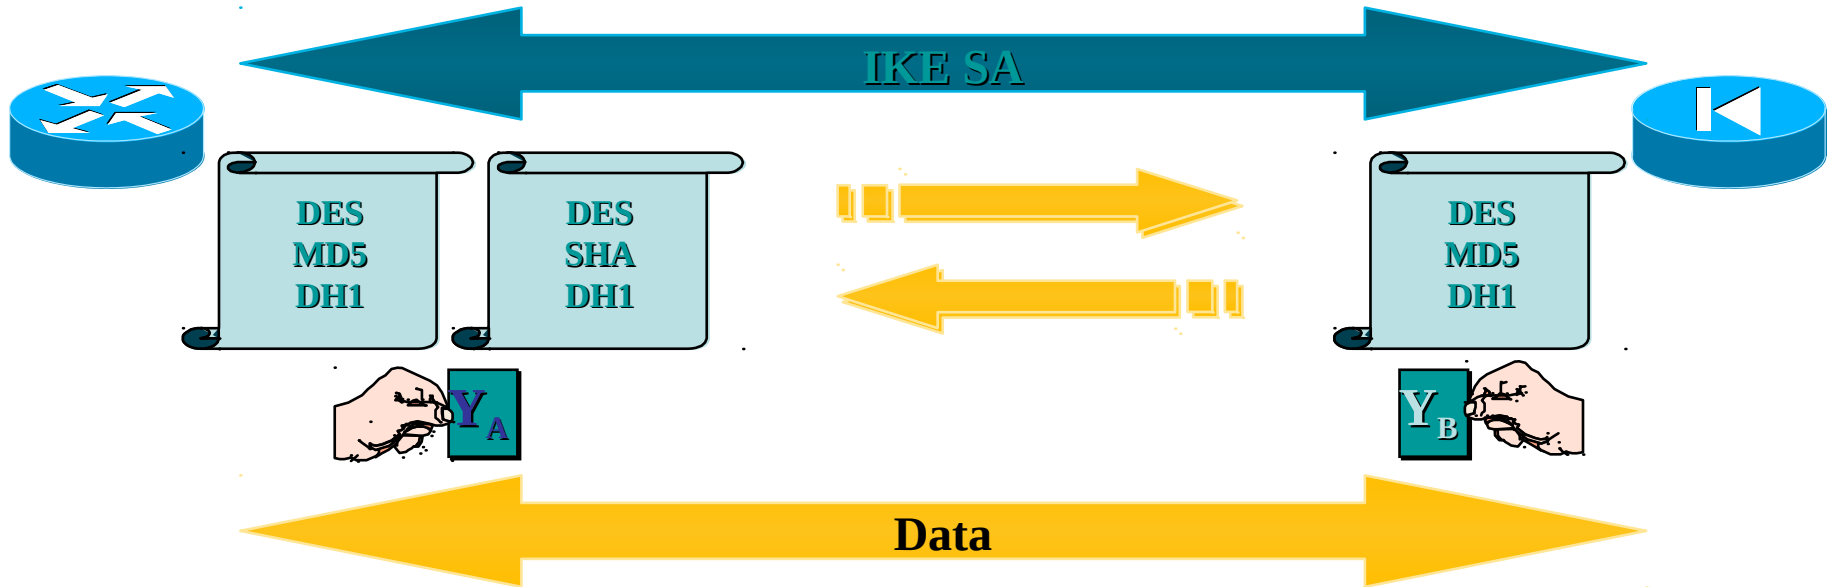 IKE SA
DES
MD5
DH1
DES
SHA
DH1
DES
MD5
DH1
YA
YB
Data